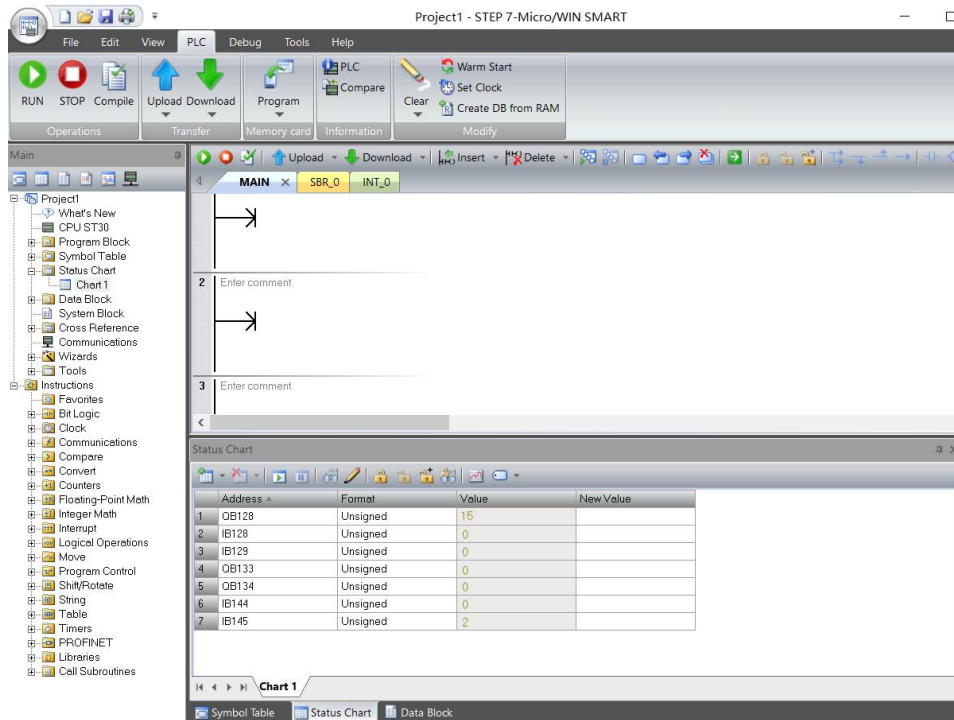 Project1 - STEP 7-Micro/WIN SMART
File Edit View PLC Debug Tools Help
RUN STOP Compile Upload Download Program PLC Compare Clear Warm Start Set Clock Create DB from RAM
Operations Transfer Memory card Information Modify
Main
Upload Download Insert Delete
MAIN SBR_0 INT_0
Project1
What's New
CPU ST30
Program Block
Symbol Table
Status Chart
Chart 1
Data Block
System Block
Cross Reference
Communications
Wizards
Tools
Instructions
Favorites
Bit Logic
Clock
Communications
Compare
Convert
Counters
Floating-Point Math
Integer Math
Interrupt
Logical Operations
Move
Program Control
Shift/Rotate
String
Table
Timers
PROFINET
Libraries
Call Subroutines
2 Enter comment
3 Enter comment
Status Chart
Address Format Value New Value
1 QB128 Unsigned 15
2 IB128 Unsigned 0
3 IB129 Unsigned 0
4 QB133 Unsigned 0
5 QB134 Unsigned 0
6 IB144 Unsigned 0
7 IB145 Unsigned 2
Chart 1
Symbol Table Status Chart Data Block